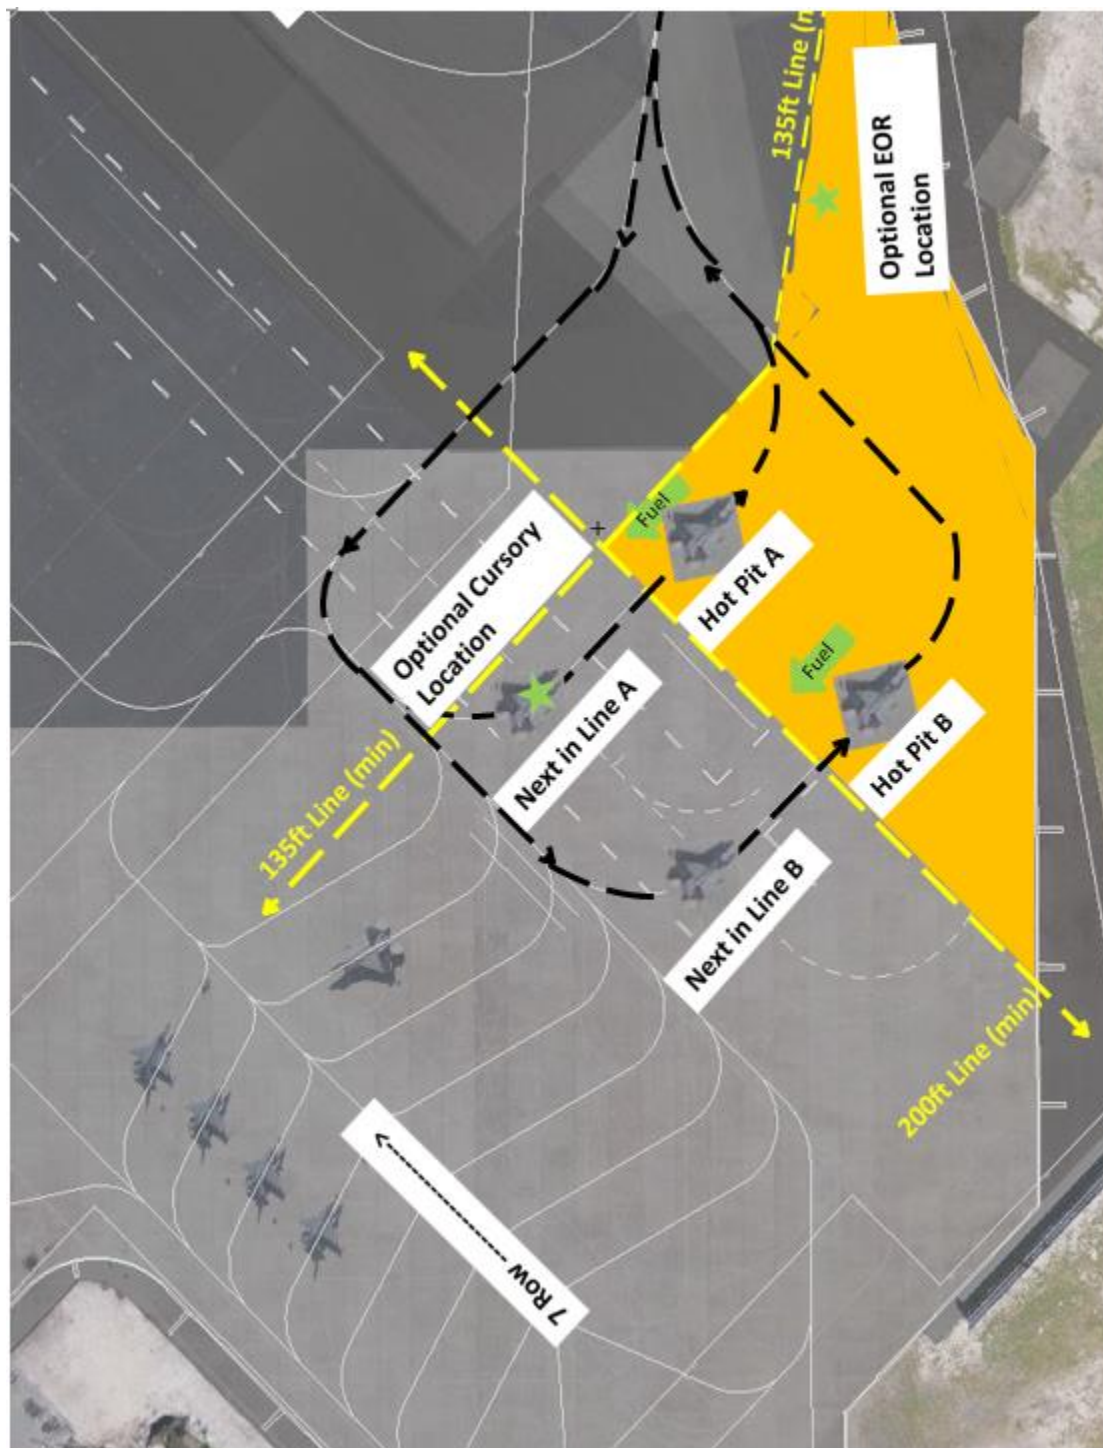 135ft Line (
Optional EOR
Location
Optional Cursory
Location
Fuel
Hot Pit A
Fuel
Hot Pit B
Next in Line A
Next in Line B
135ft Line (min)
200ft Line (min)
7 Row